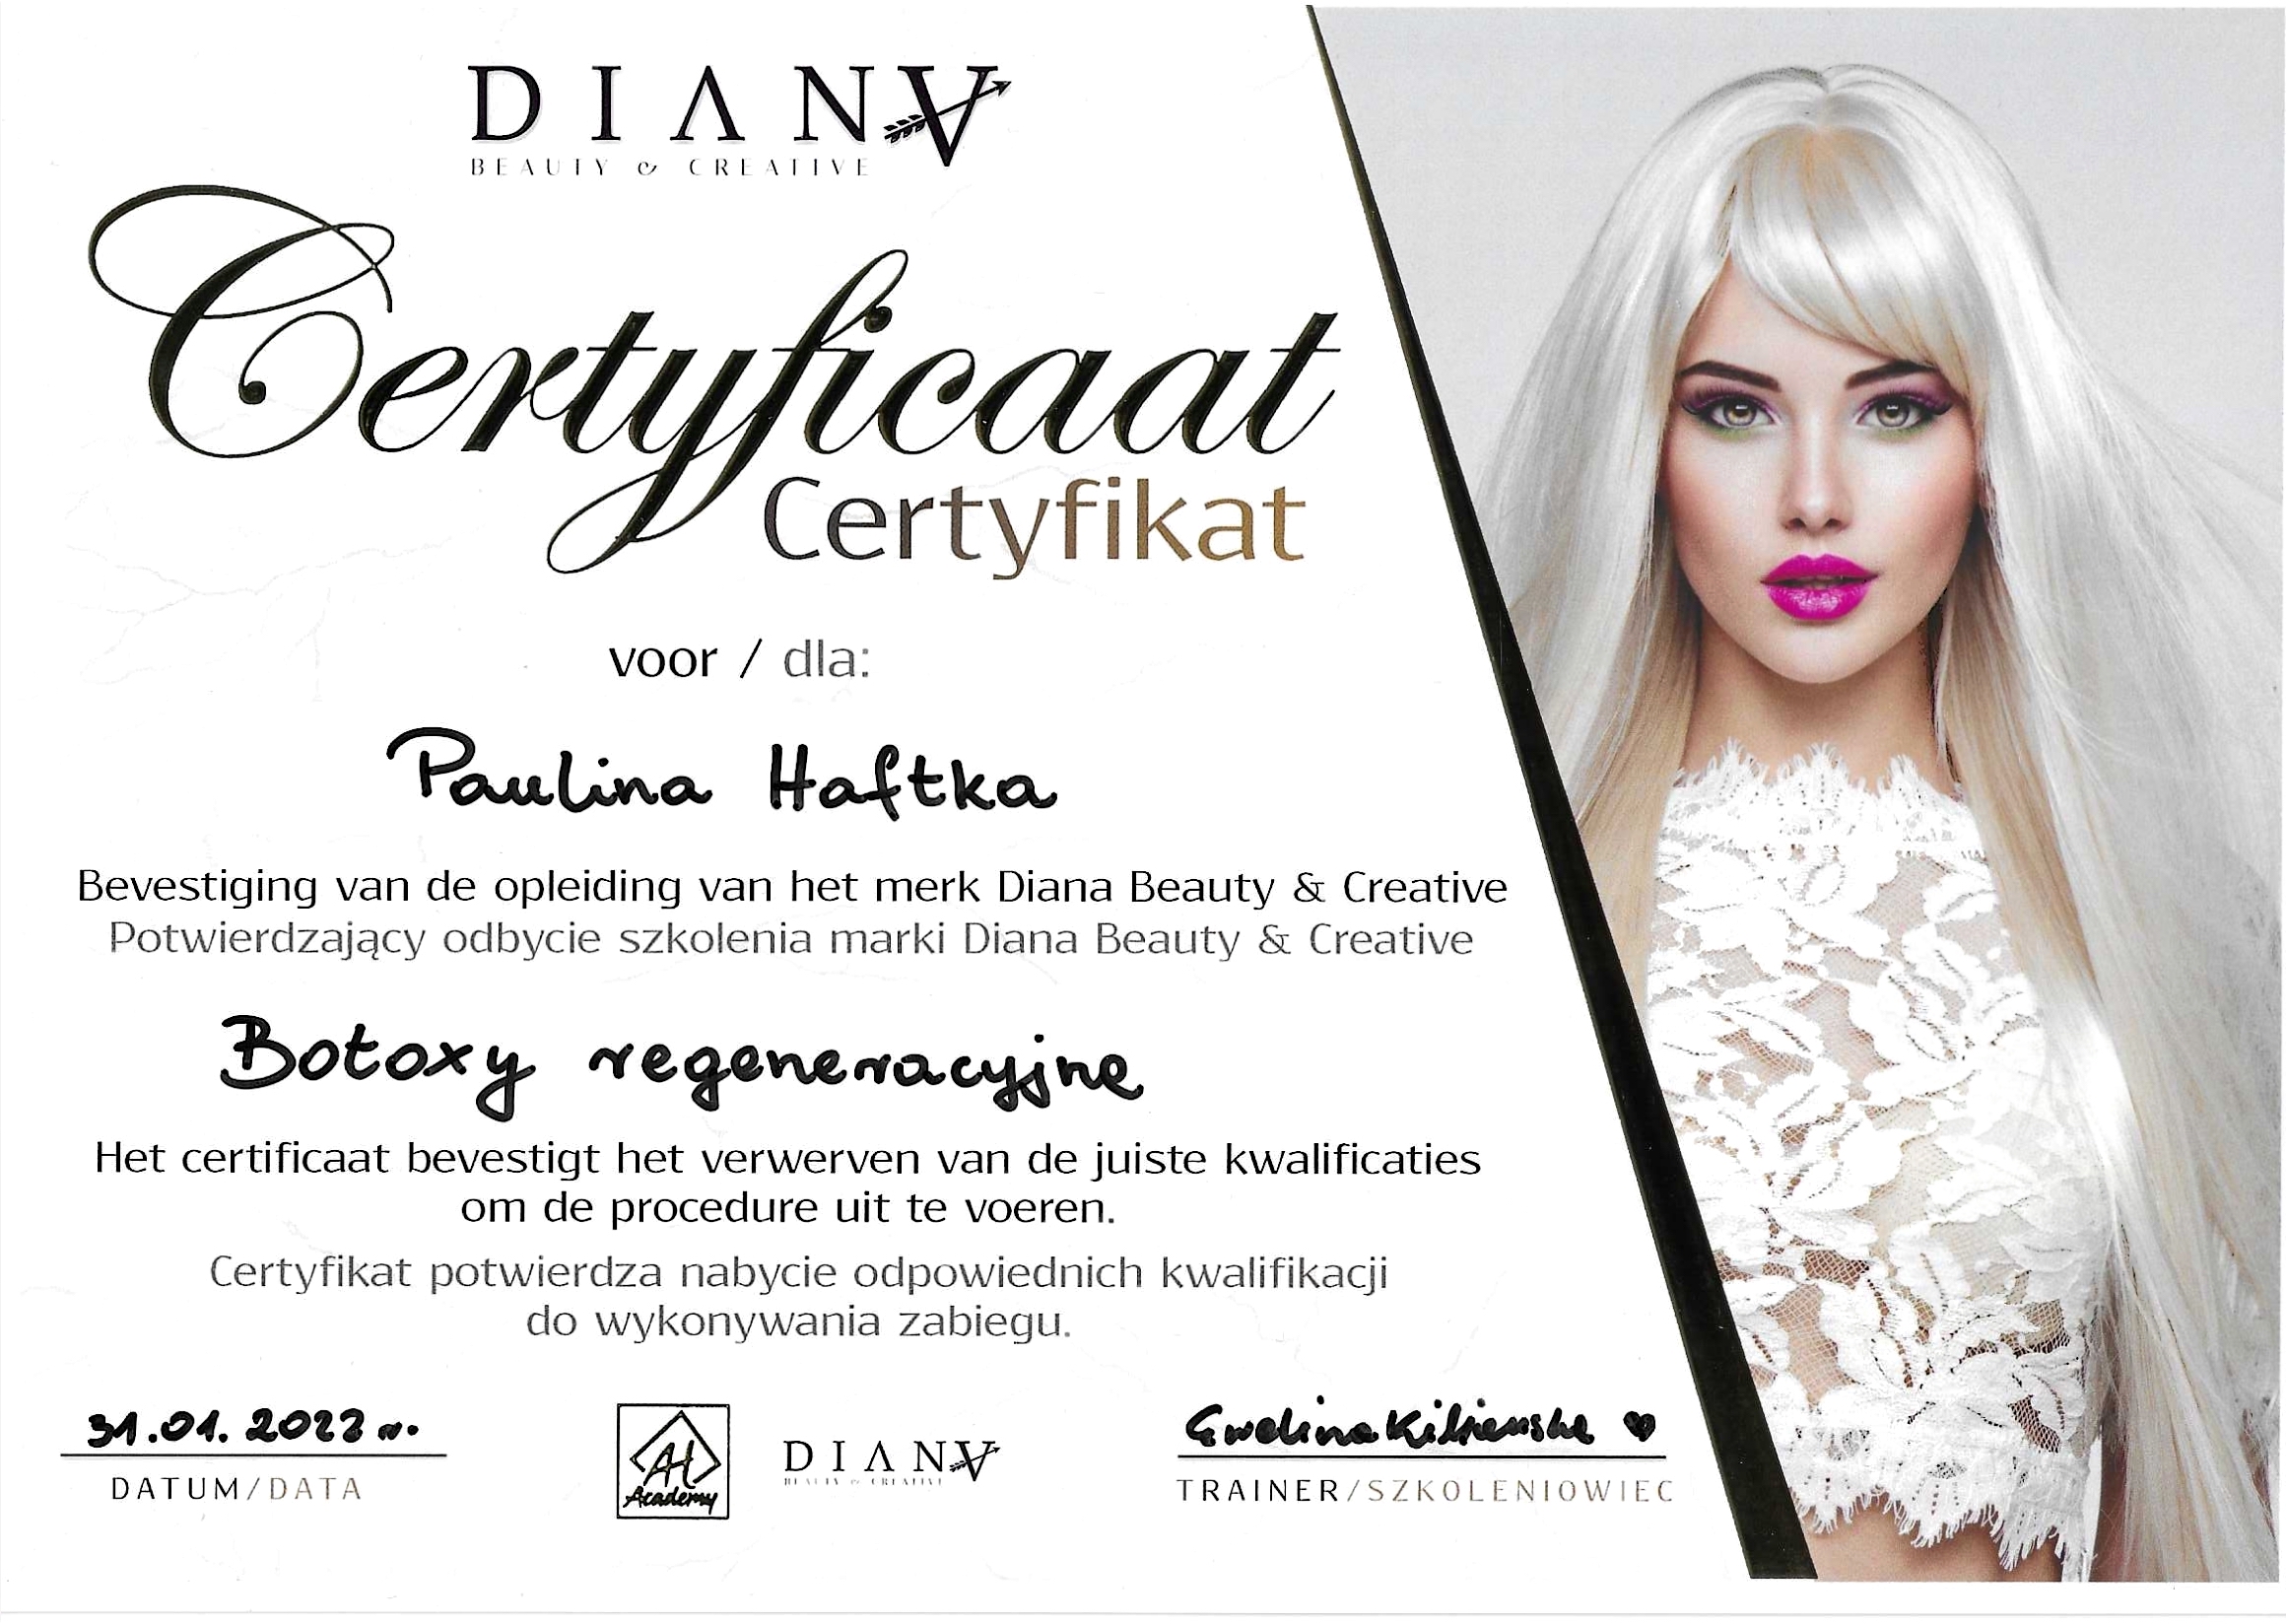 DIANA
BEAUTY & CREATIVE
Certyficaat
Certyfikat
voor / dla:
Paulina Haftka
Bevestiging van de opleiding van het merk Diana Beauty & Creative
Potwierdzający odbycie szkolenia marki Diana Beauty & Creative
Botoxy regeneracyjne
Het certificaat bevestigt het verwerven van de juiste kwalificaties
om de procedure uit te voeren.
Certyfikat potwierdza nabycie odpowiednich kwalifikacji
do wykonywania zabiegu.
31.01.2022 r.
DATUM/DATA
AH
Academy
DIANA
BEAUTY & CREATIVE
Ewelina
TRAINER/SZKOLENIOWIEC